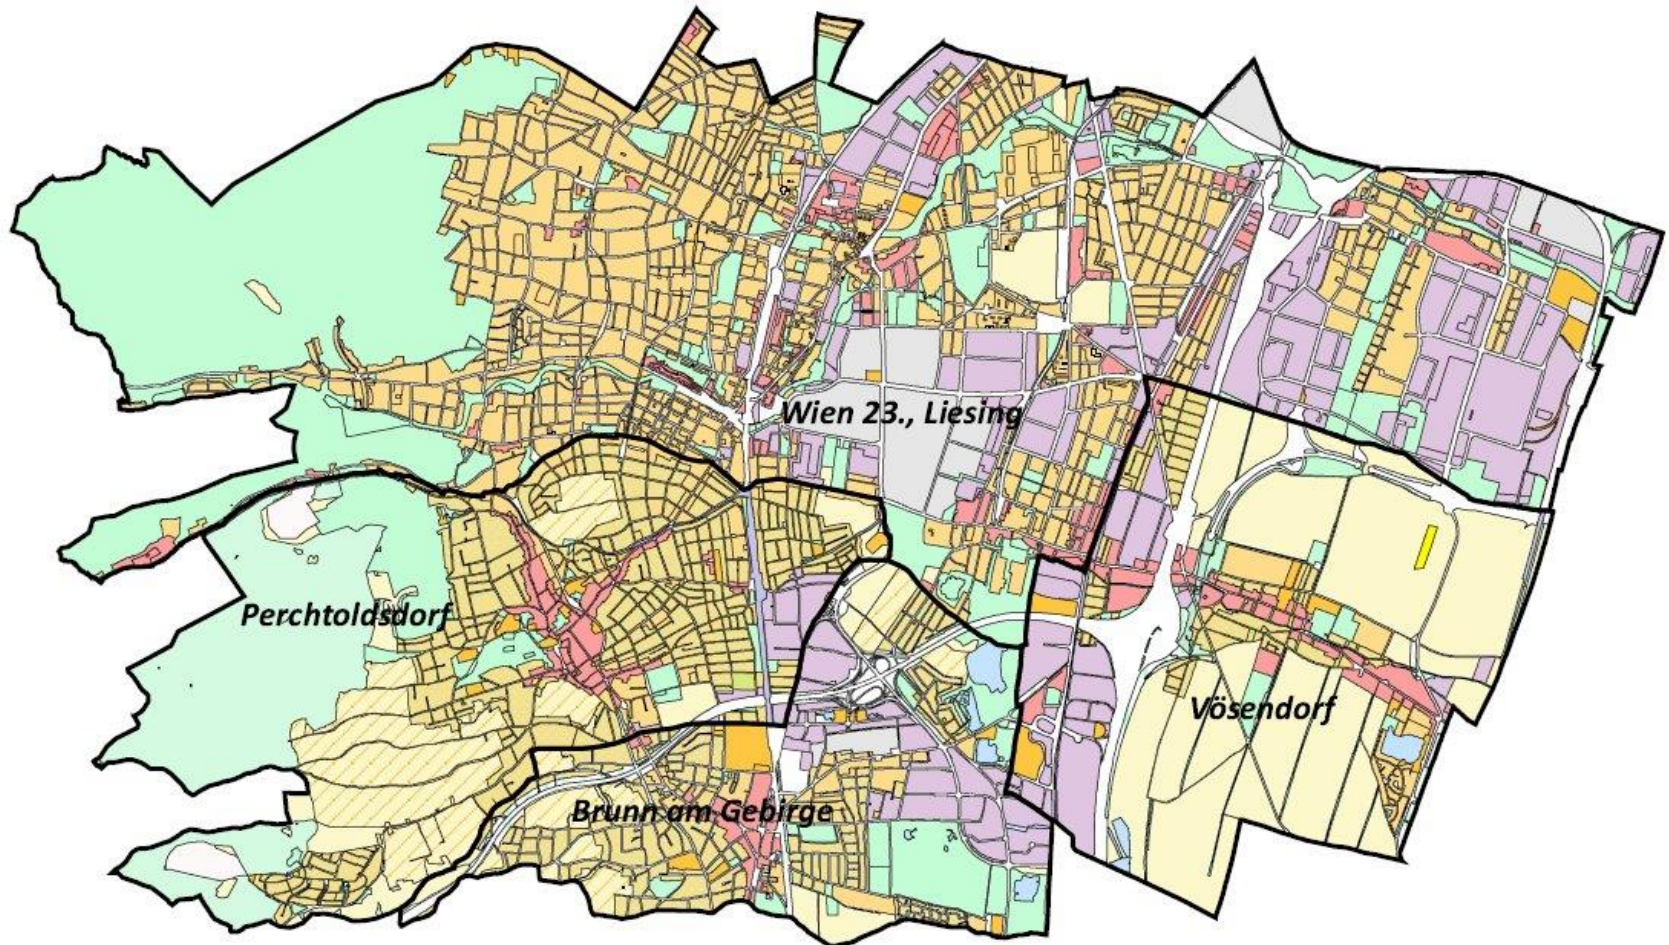 Wien 23., Liesing
Perchtoldsdorf
Vösendorf
Brunn am Gebirge